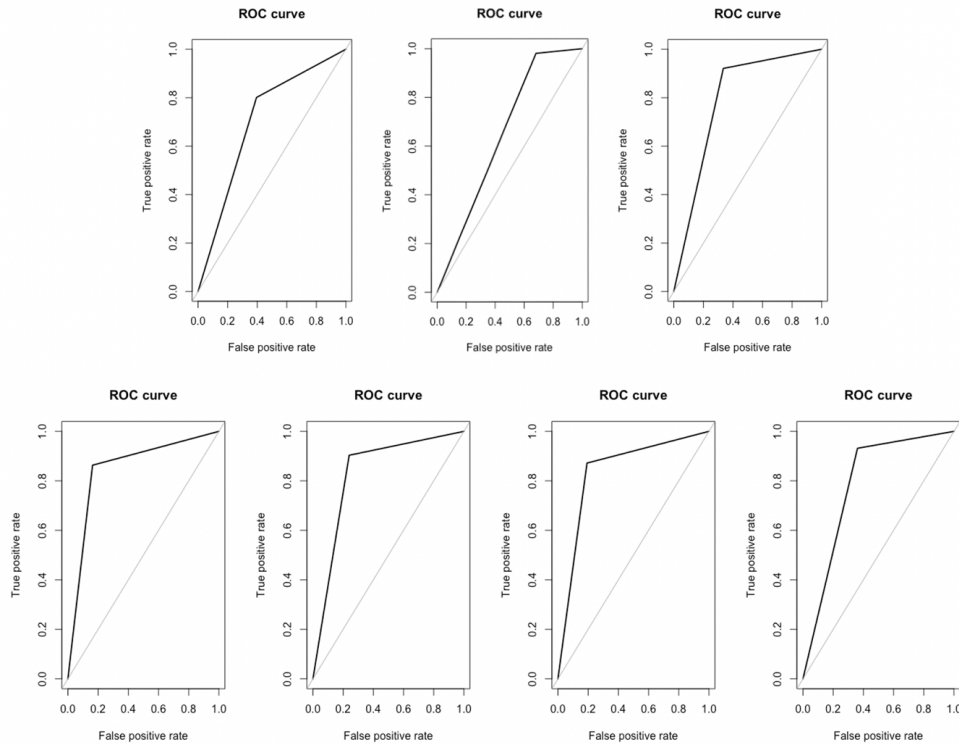 ROC curve ROC curve ROC curve
True positive rate True positive rate True positive rate
1.0 1.0 1.0
0.8 0.8 0.8
0.6 0.6 0.6
0.4 0.4 0.4
0.2 0.2 0.2
0.0 0.0 0.0
0.0 0.2 0.4 0.6 0.8 1.0 0.0 0.2 0.4 0.6 0.8 1.0 0.0 0.2 0.4 0.6 0.8 1.0
False positive rate False positive rate False positive rate
ROC curve ROC curve ROC curve ROC curve
True positive rate True positive rate True positive rate True positive rate
1.0 1.0 1.0 1.0
0.8 0.8 0.8 0.8
0.6 0.6 0.6 0.6
0.4 0.4 0.4 0.4
0.2 0.2 0.2 0.2
0.0 0.0 0.0 0.0
0.0 0.2 0.4 0.6 0.8 1.0 0.0 0.2 0.4 0.6 0.8 1.0 0.0 0.2 0.4 0.6 0.8 1.0 0.0 0.2 0.4 0.6 0.8 1.0
False positive rate False positive rate False positive rate False positive rate